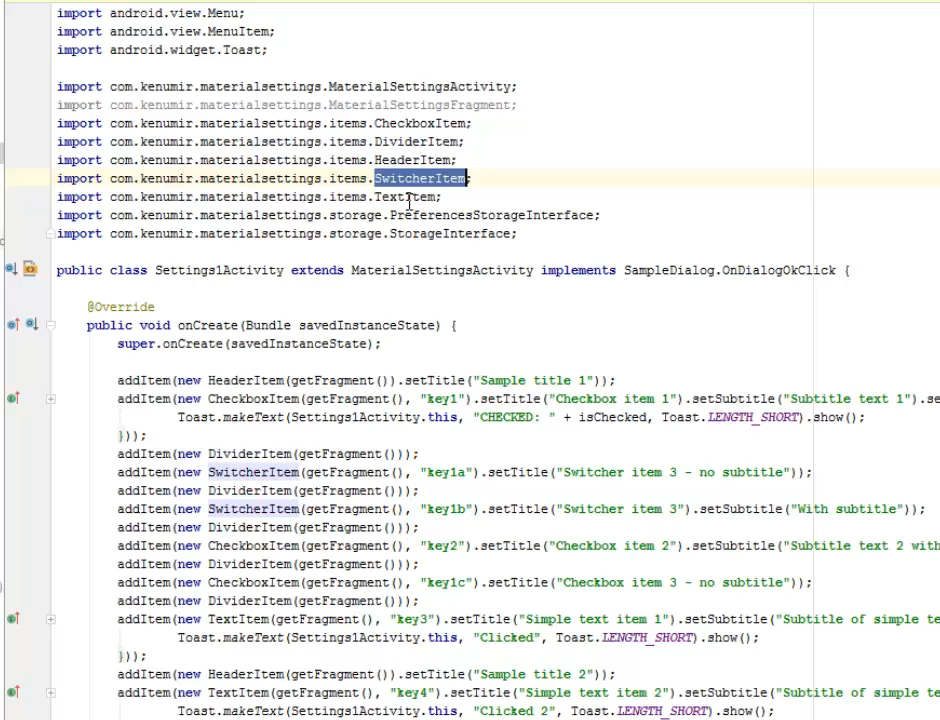 import android.view.Menu;
import android.view.MenuItem;
import android.widget.Toast;
import com.kenumir.materialsettings.MaterialSettingsActivity;
import com.kenumir.materialsettings.MaterialSettingsFragment;
import com.kenumir.materialsettings.items.CheckboxItem;
import com.kenumir.materialsettings.items.DividerItem;
import com.kenumir.materialsettings.items.HeaderItem;
import com.kenumir.materialsettings.items.SwitcherItem;
import com.kenumir.materialsettings.items.TextItem;
import com.kenumir.materialsettings.storage.PreferencesStorageInterface;
import com.kenumir.materialsettings.storage.StorageInterface;
public class Settings1Activity extends MaterialSettingsActivity implements SampleDialog.OnDialogOkClick {
@Override
public void onCreate(Bundle savedInstanceState) {
super.onCreate(savedInstanceState);
addItem(new HeaderItem(getFragment()).setTitle("Sample title 1"));
addItem(new CheckboxItem(getFragment(), "key1").setTitle("Checkbox item 1").setSubtitle("Subtitle text 1").se
Toast.makeText(Settings1Activity.this, "CHECKED: " + isChecked, Toast.LENGTH_SHORT).show();
}));
addItem(new DividerItem(getFragment()));
addItem(new SwitcherItem(getFragment(), "key1a").setTitle("Switcher item 3 - no subtitle"));
addItem(new DividerItem(getFragment()));
addItem(new SwitcherItem(getFragment(), "key1b").setTitle("Switcher item 3").setSubtitle("With subtitle"));
addItem(new DividerItem(getFragment()));
addItem(new CheckboxItem(getFragment(), "key2").setTitle("Checkbox item 2").setSubtitle("Subtitle text 2 with
addItem(new DividerItem(getFragment()));
addItem(new CheckboxItem(getFragment(), "key1c").setTitle("Checkbox item 3 - no subtitle"));
addItem(new DividerItem(getFragment()));
addItem(new TextItem(getFragment(), "key3").setTitle("Simple text item 1").setSubtitle("Subtitle of simple te
Toast.makeText(Settings1Activity.this, "Clicked", Toast.LENGTH_SHORT).show();
}));
addItem(new HeaderItem(getFragment()).setTitle("Sample title 2"));
addItem(new TextItem(getFragment(), "key4").setTitle("Simple text item 2").setSubtitle("Subtitle of simple te
Toast.makeText(Settings1Activity.this, "Clicked 2", Toast.LENGTH_SHORT).show();